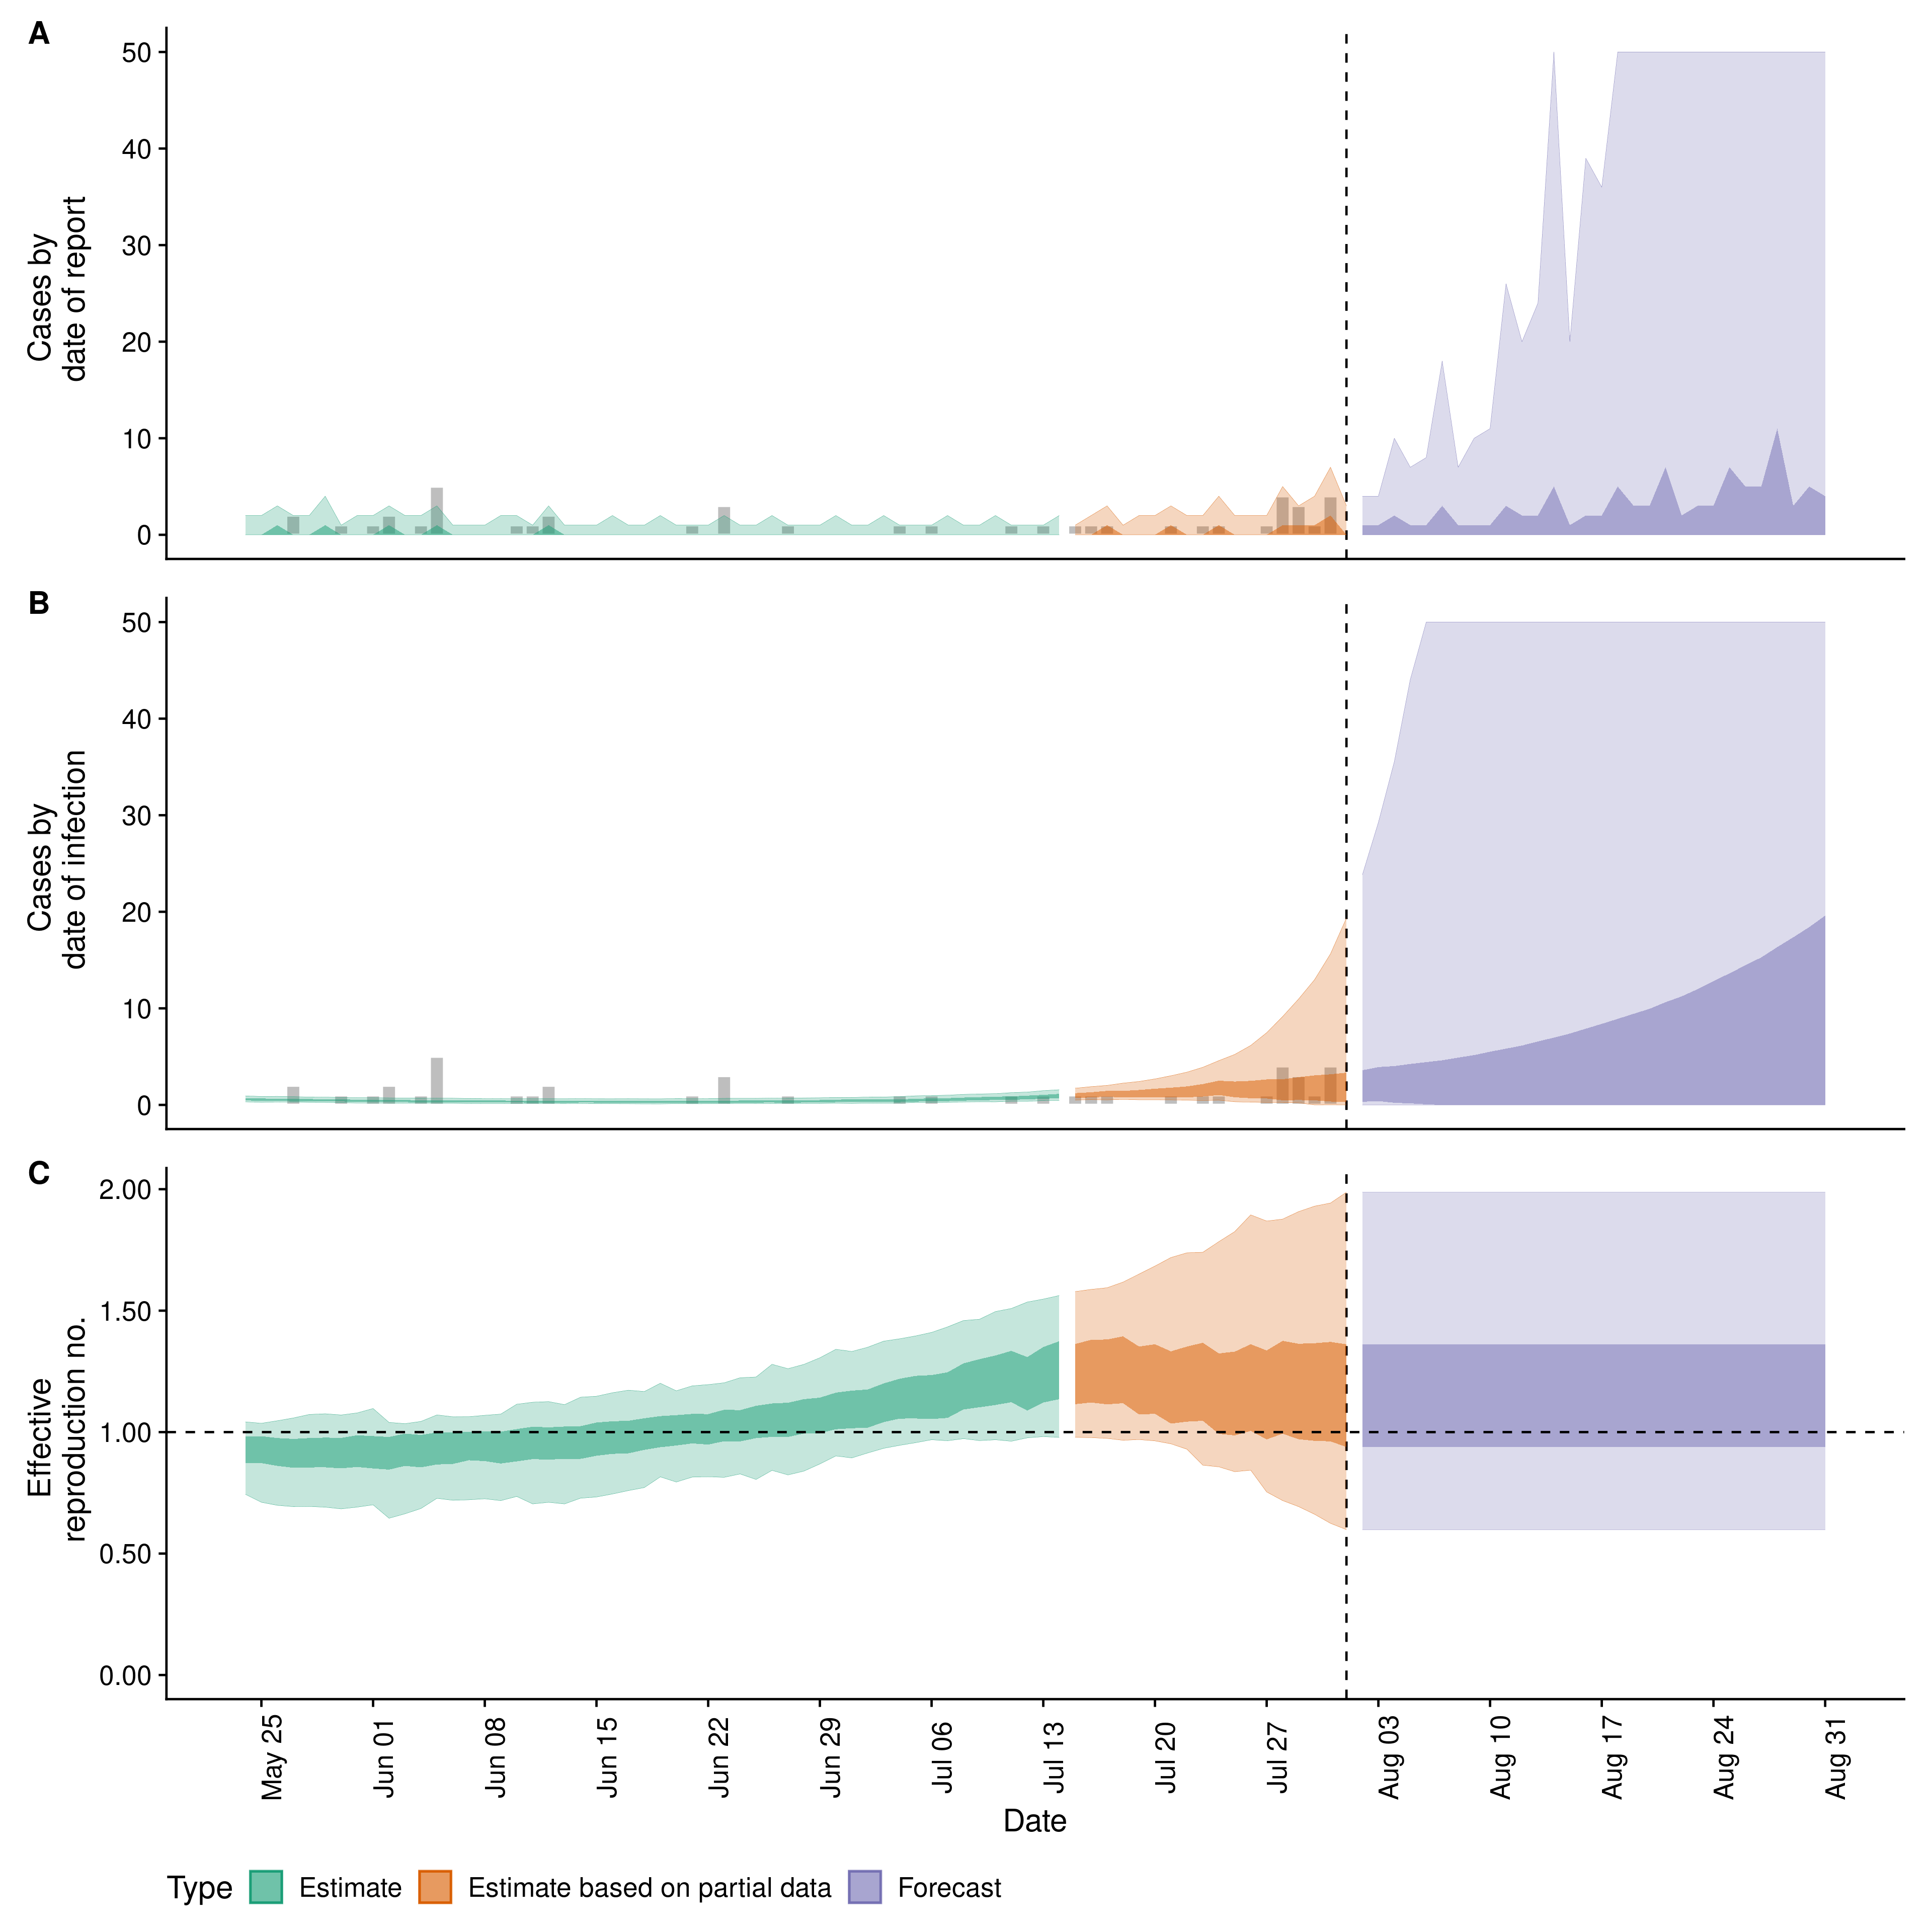 A
50
40
30
20
10
0
Cases by
date of report
B
50
40
30
20
10
0
Cases by
date of infection
C
2.00
1.50
1.00
0.50
0.00
Effective
reproduction no.
May 25
Jun 01
Jun 08
Jun 15
Jun 22
Jun 29
Jul 06
Jul 13
Jul 20
Jul 27
Aug 03
Aug 10
Aug 17
Aug 24
Aug 31
Date
Type Estimate Estimate based on partial data Forecast